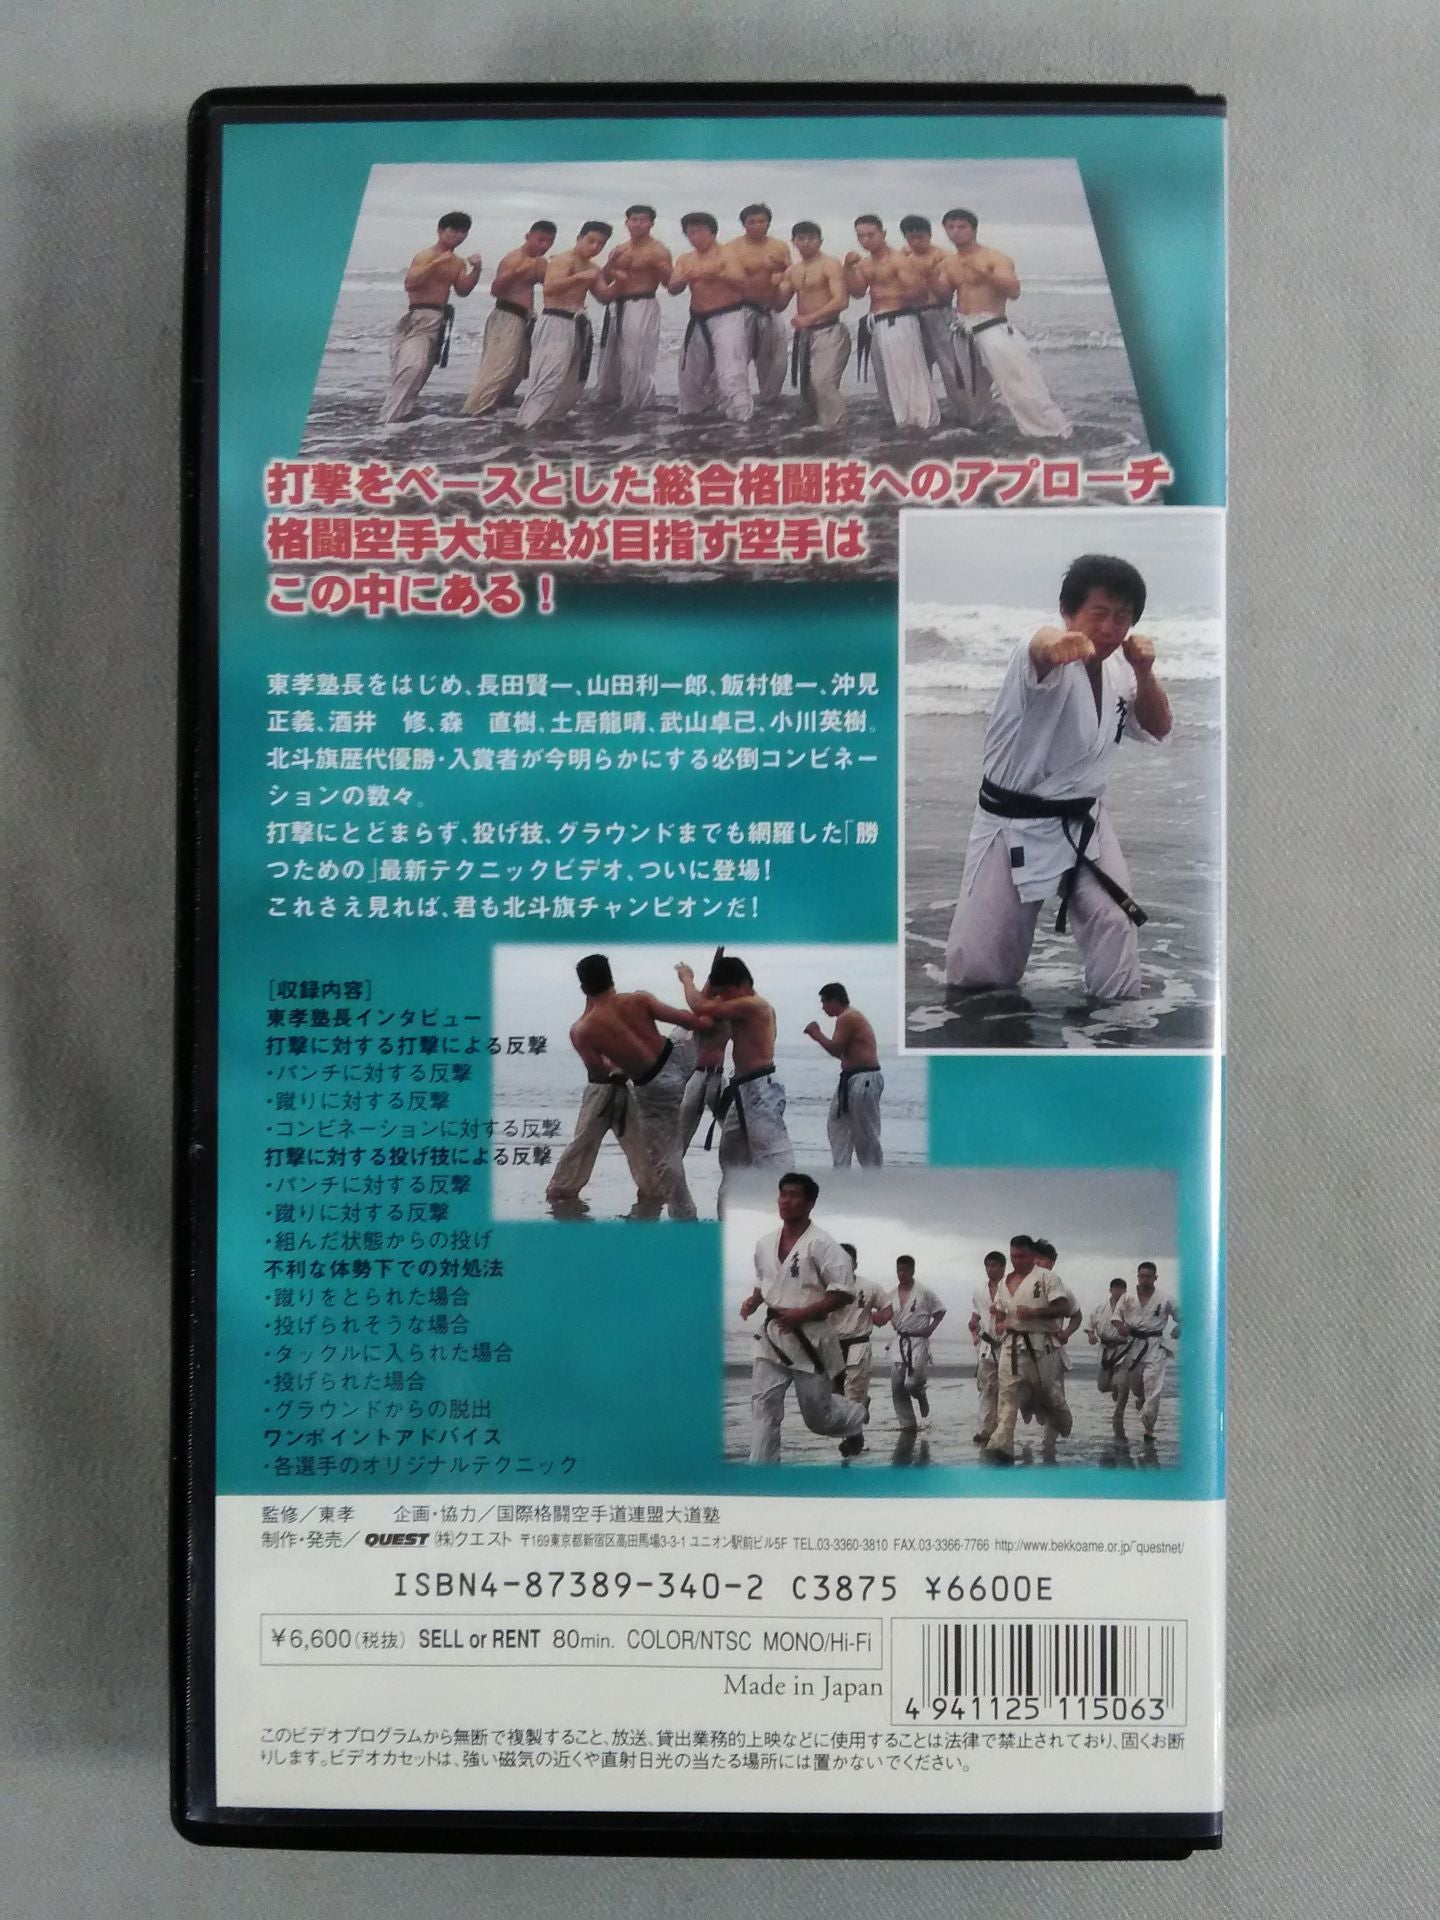 打撃をベースとした総合格闘技へのアプローチ
格闘空手大道塾が目指す空手は
この中にある！
東孝塾長をはじめ、長田賢一、山田利一郎、飯村健一、沖見
正義、酒井　修、森　直樹、土居龍晴、武山卓己、小川英樹。
北斗旗歴代優勝・入賞者が今明らかにする必倒コンビネー
ションの数々。
打撃にとどまらず、投げ技、グラウンドまでも網羅した「勝
つための」最新テクニックビデオ、ついに登場！
これさえ見れば、君も北斗旗チャンピオンだ！
［収録内容］
東孝塾長インタビュー
打撃に対する打撃による反撃
・パンチに対する反撃
・蹴りに対する反撃
・コンビネーションに対する反撃
打撃に対する投げ技による反撃
・パンチに対する反撃
・蹴りに対する反撃
・組んだ状態からの投げ
不利な体勢下での対処法
・蹴りをとられた場合
・投げられそうな場合
・タックルに入られた場合
・投げられた場合
・グラウンドからの脱出
ワンポイントアドバイス
・各選手のオリジナルテクニック
監修／東孝　　企画・協力／国際格闘空手道連盟大道塾
制作・発売／QUEST ㈱クエスト 〒169東京都新宿区高田馬場3-3-1 ユニオン駅前ビル5F TEL.03-3360-3810 FAX.03-3366-7766 http://www.bekkoame.or.jp/~questnet/
ISBN4-87389-340-2 C3875 ¥6600E
¥6,600（税抜） SELL or RENT 80min. COLOR/NTSC MONO/Hi-Fi
Made in Japan
4 941125 115063
このビデオプログラムから無断で複製すること、放送、貸出業務的上映などに使用することは法律で禁止されており、固くお断
りします。ビデオカセットは、強い磁気の近くや直射日光の当たる場所には置かないでください。